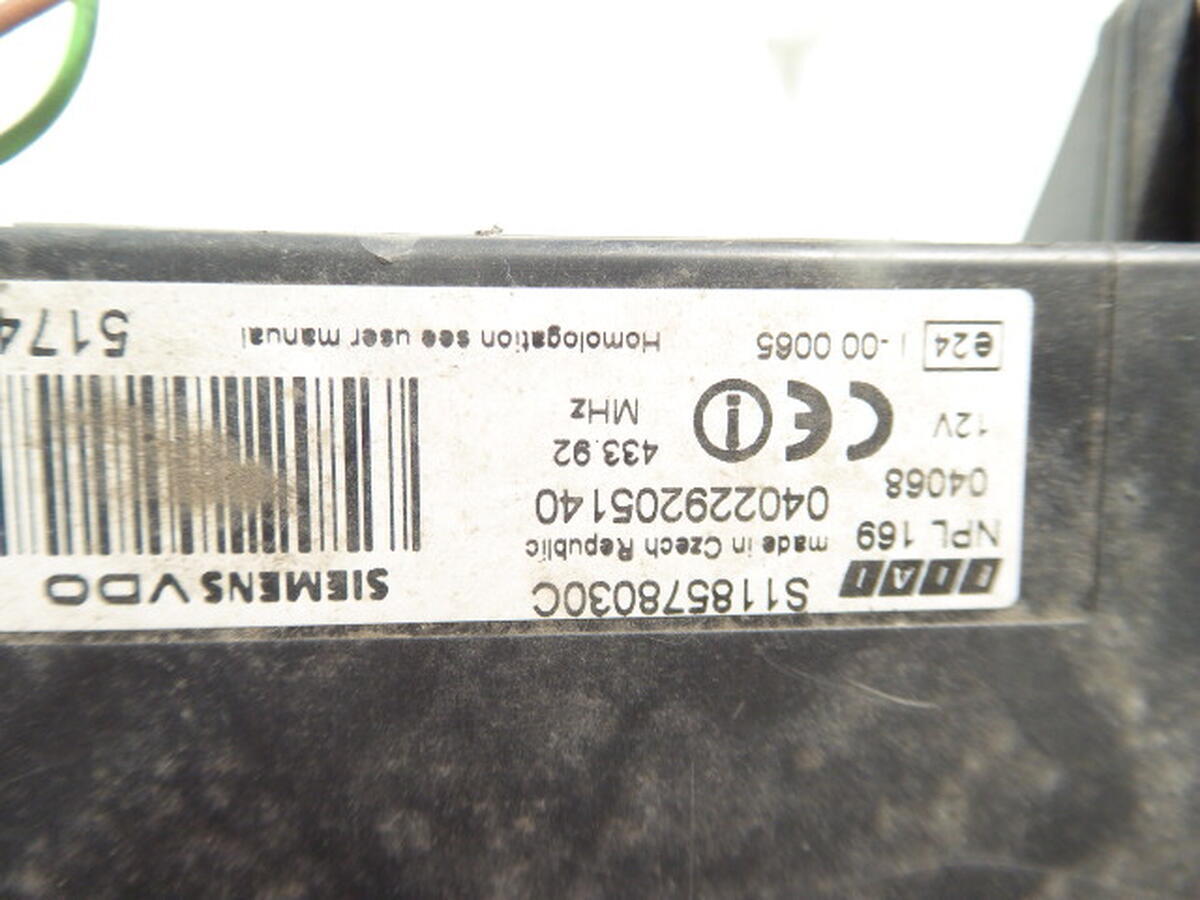 FIAT S118578030C SIEMENS VDO
NPL 169 made in Czech Republic
04068 040229205140
12V CE 433.92
MHz
e24 I - 00 0065 Homologation see user manual 5174